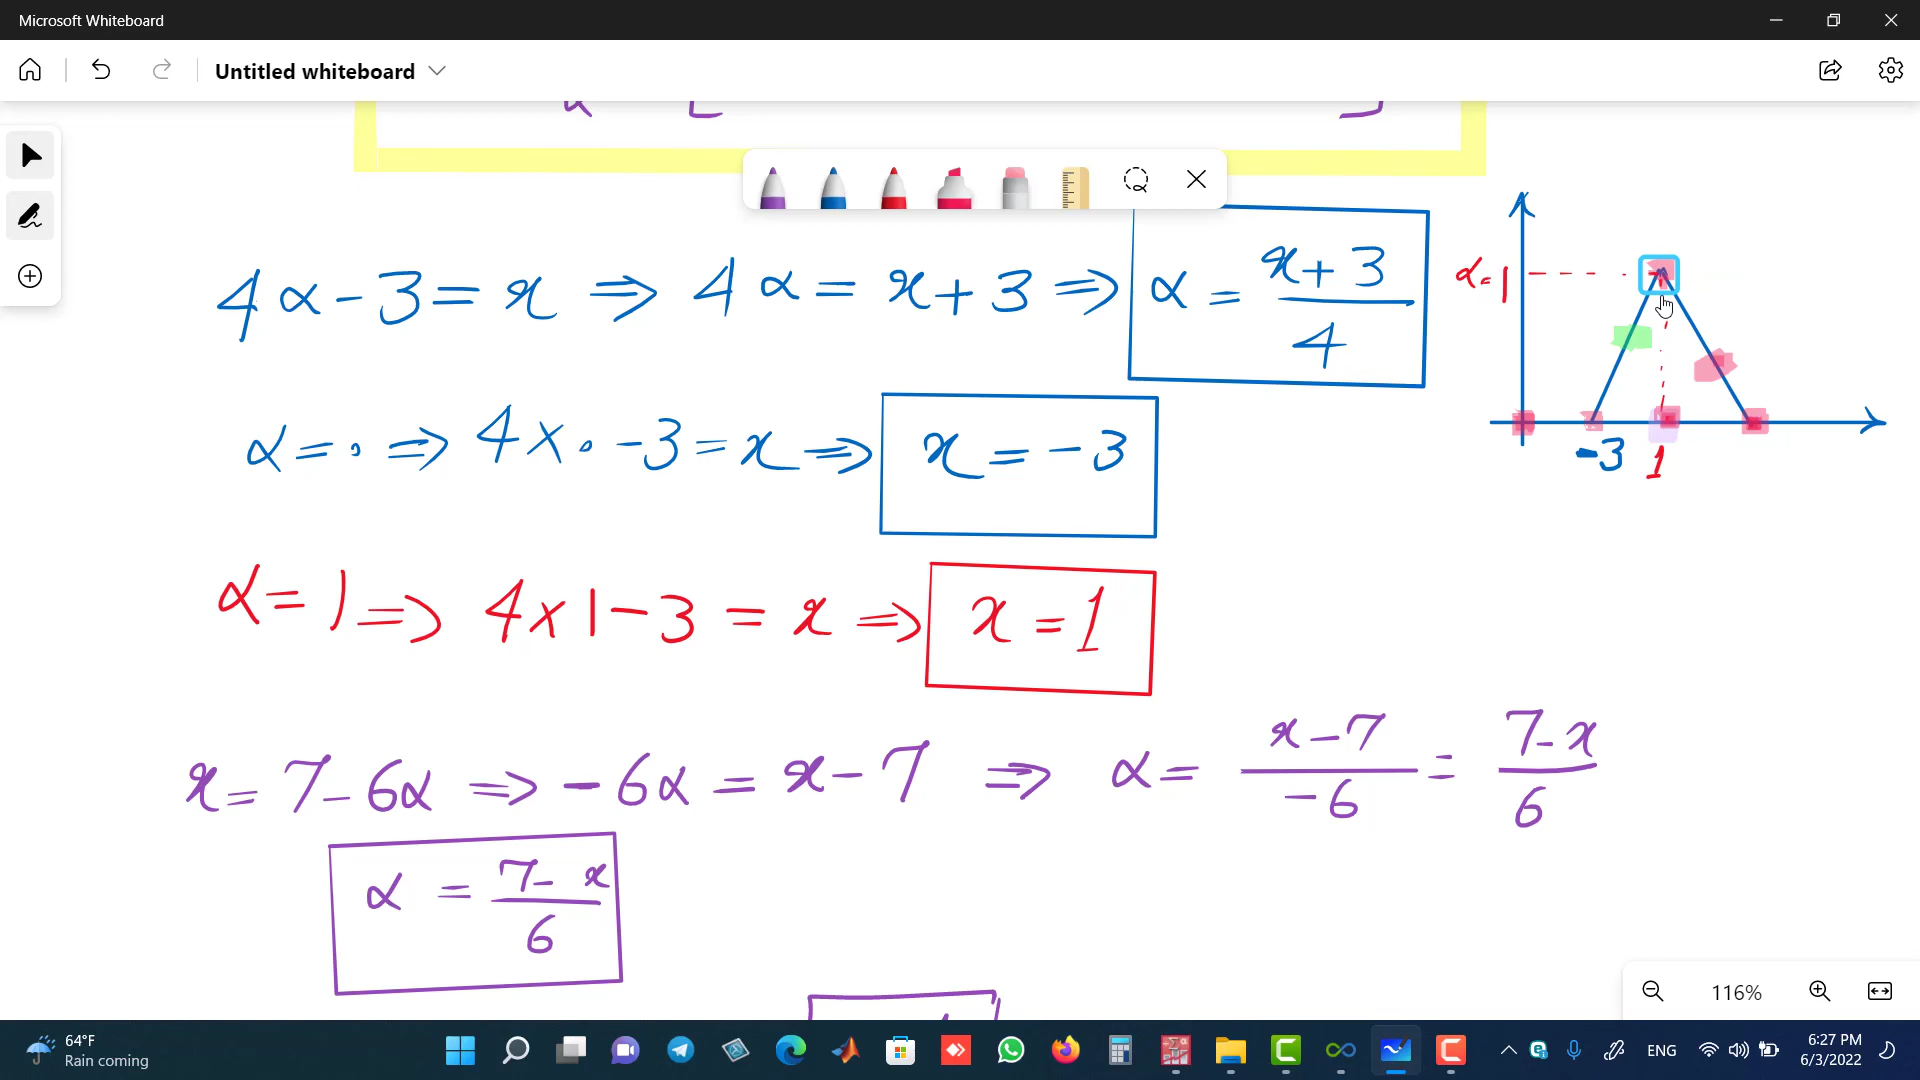 Microsoft Whiteboard
Untitled whiteboard
4α - 3 = x ⇒ 4α = x + 3 ⇒ α = (x + 3)/4
α = 1
α = 0 ⇒ 4 × 0 - 3 = x ⇒ x = -3
-3 1
α = 1 ⇒ 4 × 1 - 3 = x ⇒ x = 1
x = 7 - 6α ⇒ -6α = x - 7 ⇒ α = (x - 7)/-6 = (7 - x)/6
α = (7 - x)/6
116%
64°F
Rain coming
ENG
6:27 PM
6/3/2022